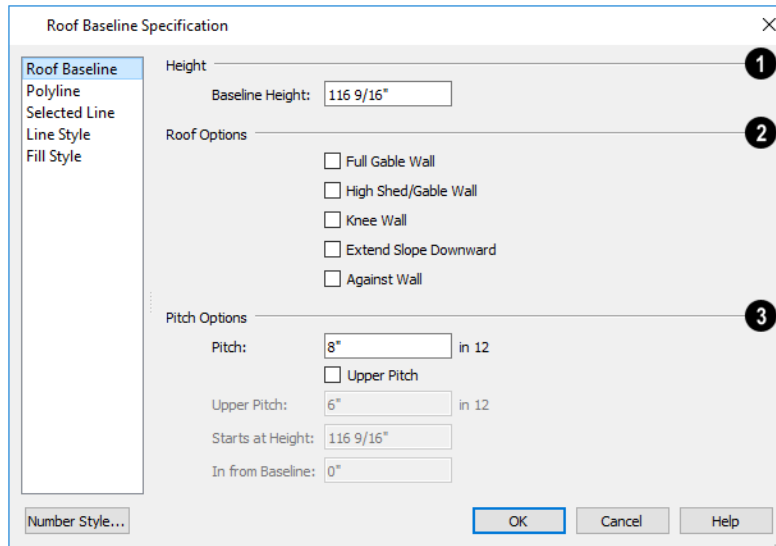 Roof Baseline Specification
Roof Baseline
Polyline
Selected Line
Line Style
Fill Style
Height 1
Baseline Height: 116 9/16"
Roof Options 2
Full Gable Wall
High Shed/Gable Wall
Knee Wall
Extend Slope Downward
Against Wall
Pitch Options 3
Pitch: 8" in 12
Upper Pitch
Upper Pitch: 6" in 12
Starts at Height: 116 9/16"
In from Baseline: 0"
Number Style... OK Cancel Help